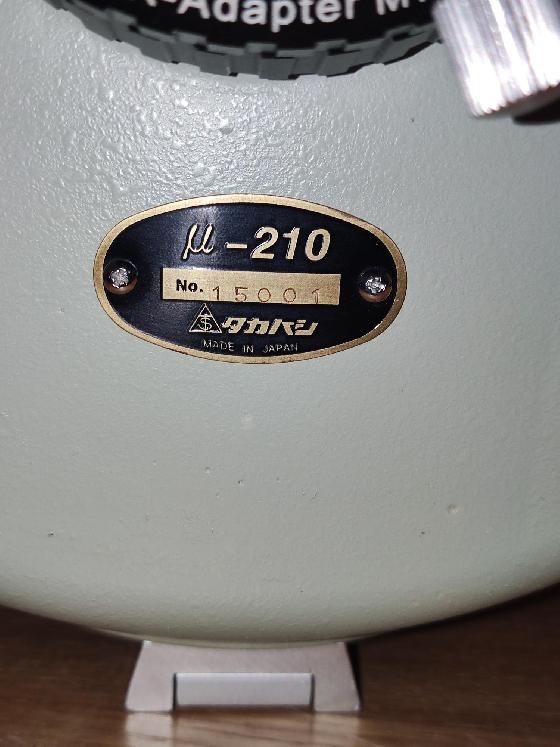 -Adapter M
μ-210
No. 15001
タカハシ
MADE IN JAPAN